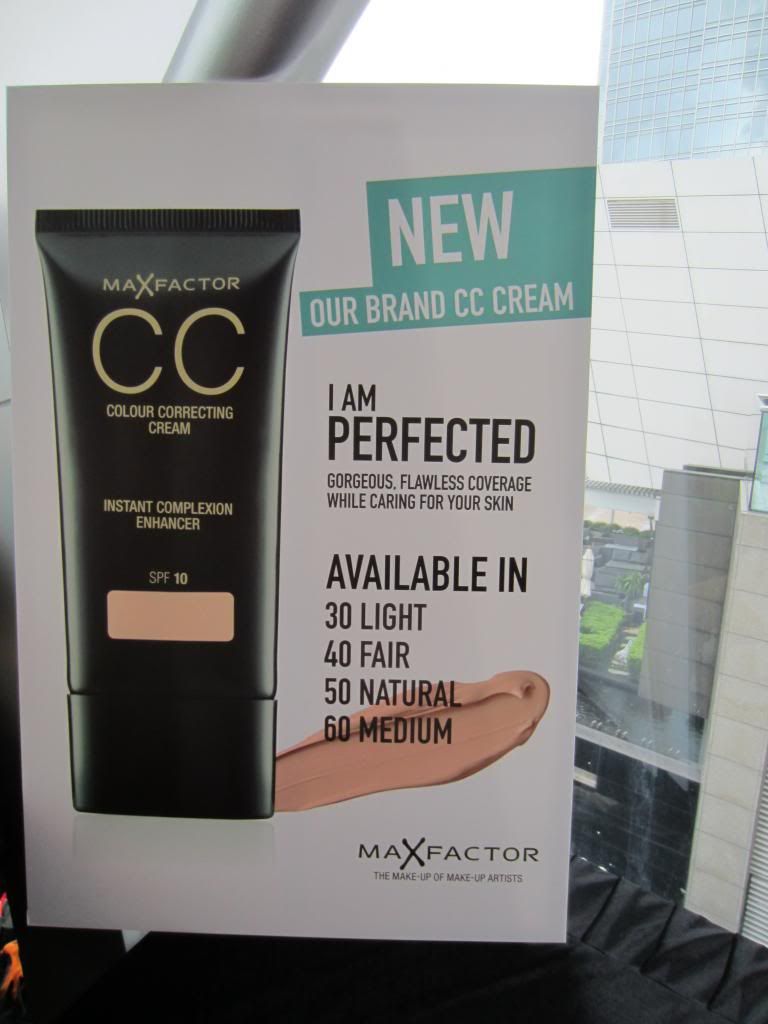 MAXFACTOR
CC
COLOUR CORRECTING
CREAM
INSTANT COMPLEXION
ENHANCER
SPF 10
NEW
OUR BRAND CC CREAM
I AM
PERFECTED
GORGEOUS, FLAWLESS COVERAGE
WHILE CARING FOR YOUR SKIN
AVAILABLE IN
30 LIGHT
40 FAIR
50 NATURAL
60 MEDIUM
MAXFACTOR
THE MAKE-UP OF MAKE-UP ARTISTS